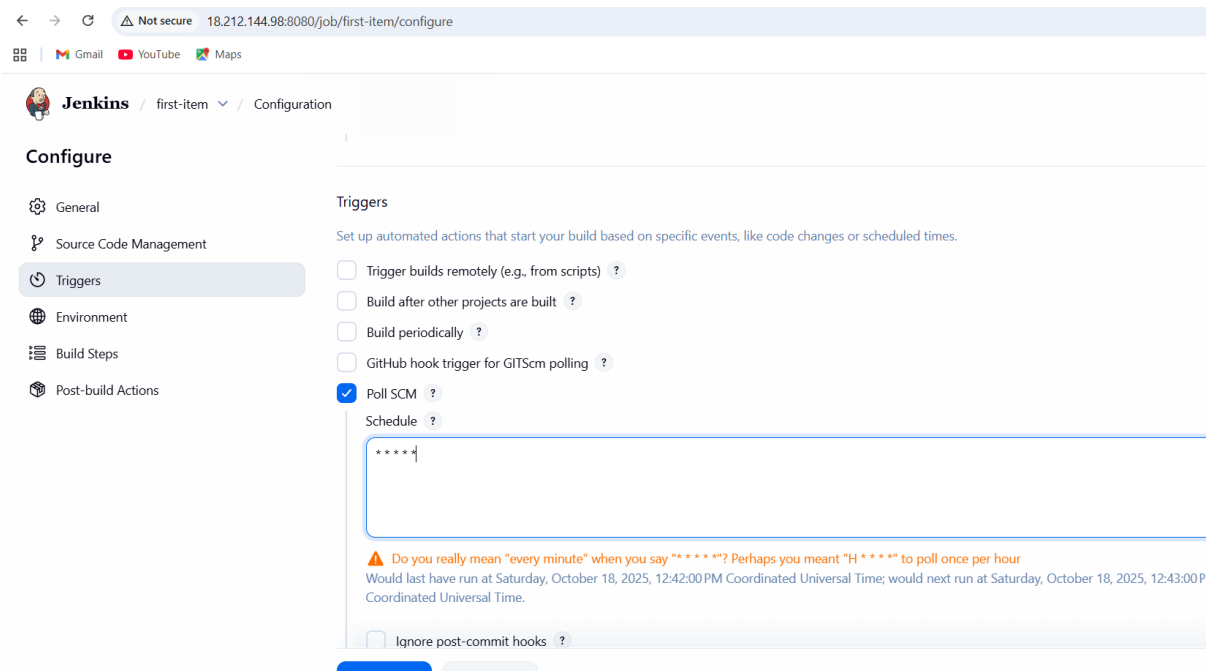 Not secure 18.212.144.98:8080/job/first-item/configure
Gmail YouTube Maps
Jenkins / first-item / Configuration
Configure
General
Source Code Management
Triggers
Environment
Build Steps
Post-build Actions
Triggers
Set up automated actions that start your build based on specific events, like code changes or scheduled times.
Trigger builds remotely (e.g., from scripts) ?
Build after other projects are built ?
Build periodically ?
GitHub hook trigger for GITScm polling ?
Poll SCM ?
Schedule ?
* * * * *
Do you really mean "every minute" when you say "* * * * *"? Perhaps you meant "H * * * *" to poll once per hour
Would last have run at Saturday, October 18, 2025, 12:42:00 PM Coordinated Universal Time; would next run at Saturday, October 18, 2025, 12:43:00 P
Coordinated Universal Time.
Ignore post-commit hooks ?